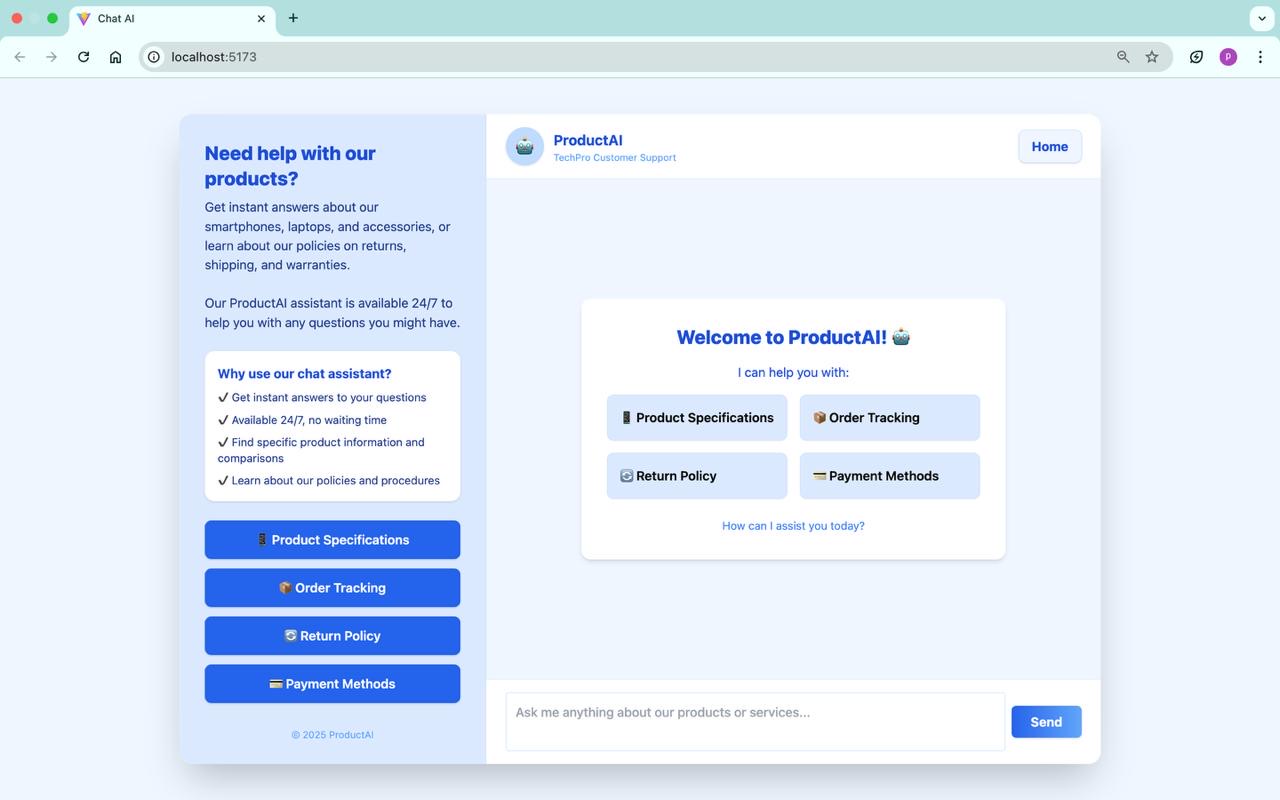 Chat AI
localhost:5173
P
Need help with our
products?
Get instant answers about our
smartphones, laptops, and accessories, or
learn about our policies on returns,
shipping, and warranties.
Our ProductAI assistant is available 24/7 to
help you with any questions you might have.
Why use our chat assistant?
✓ Get instant answers to your questions
✓ Available 24/7, no waiting time
✓ Find specific product information and
comparisons
✓ Learn about our policies and procedures
Product Specifications
Order Tracking
Return Policy
Payment Methods
© 2025 ProductAI
ProductAI
TechPro Customer Support
Home
Welcome to ProductAI!
I can help you with:
Product Specifications
Order Tracking
Return Policy
Payment Methods
How can I assist you today?
Ask me anything about our products or services...
Send